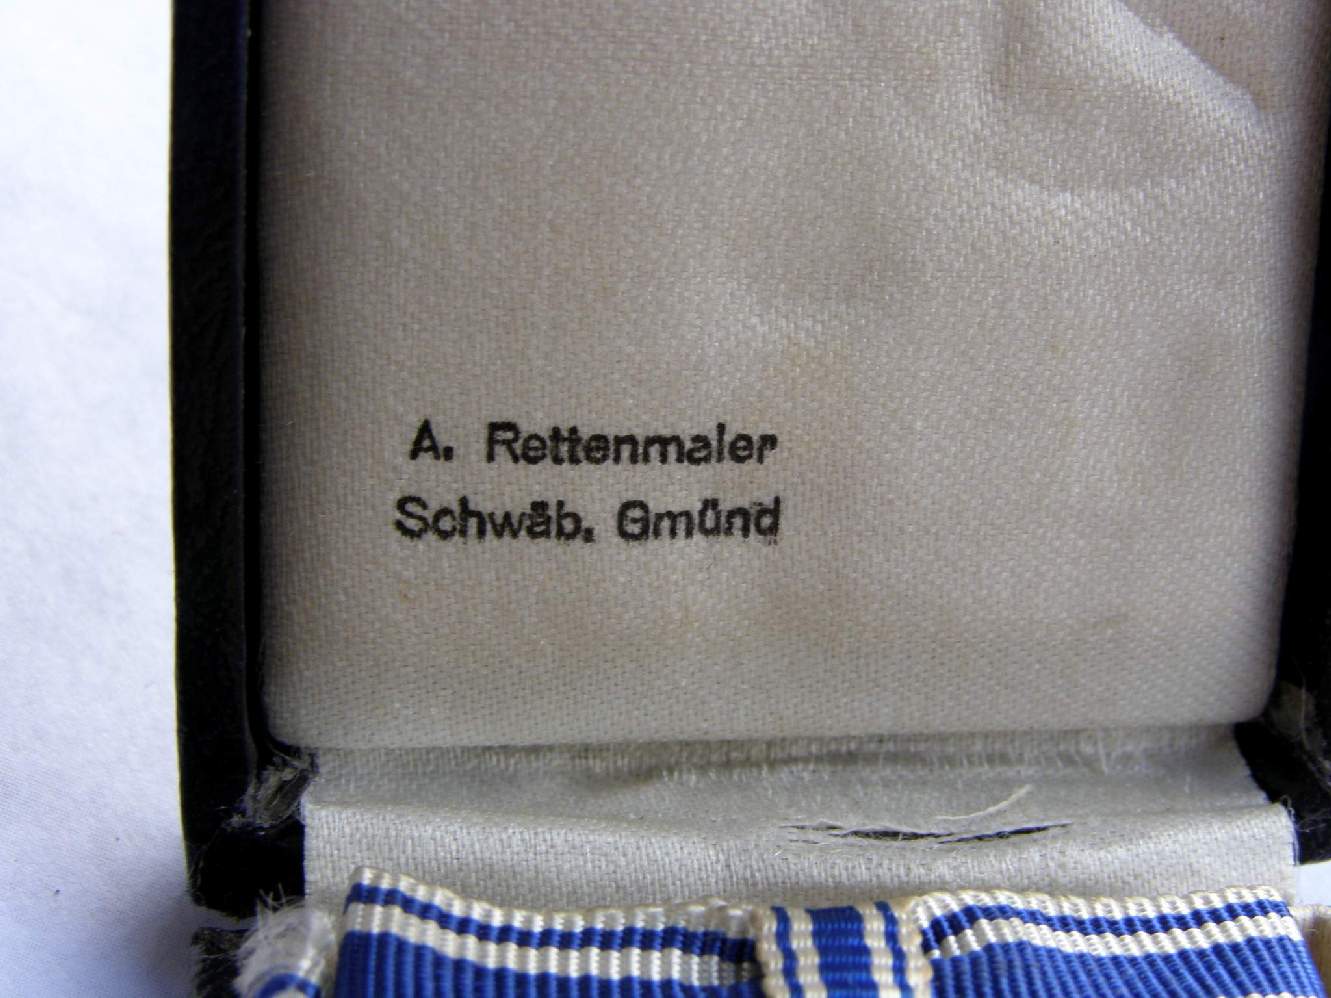 A. Rettenmaier
Schwäb. Gmünd